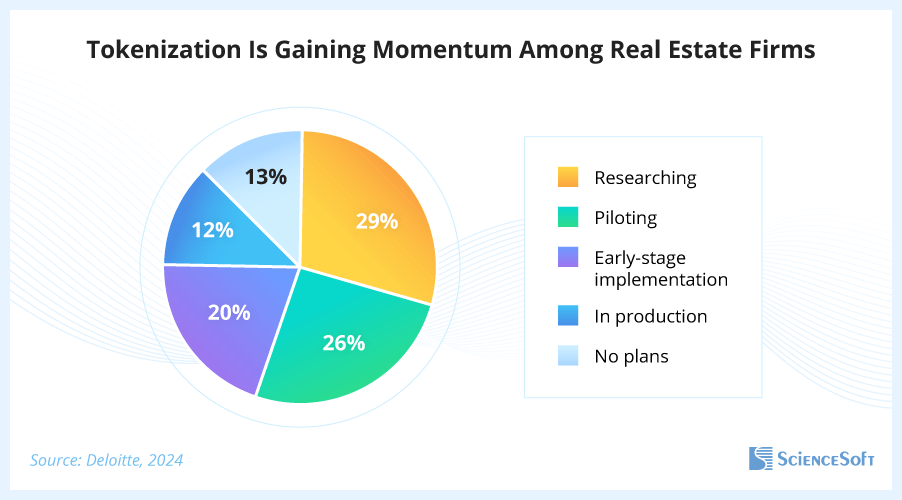 Tokenization Is Gaining Momentum Among Real Estate Firms
13%
29%
12%
20%
26%
Researching
Piloting
Early-stage
implementation
In production
No plans
Source: Deloitte, 2024
ScienceSoft